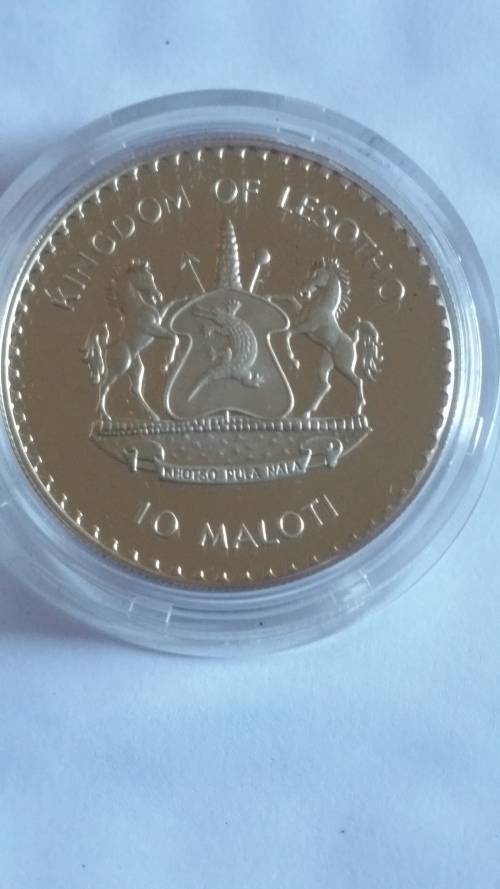 KINGDOM OF LESOTHO
KHOTSO PULA NALA
10 MALOTI